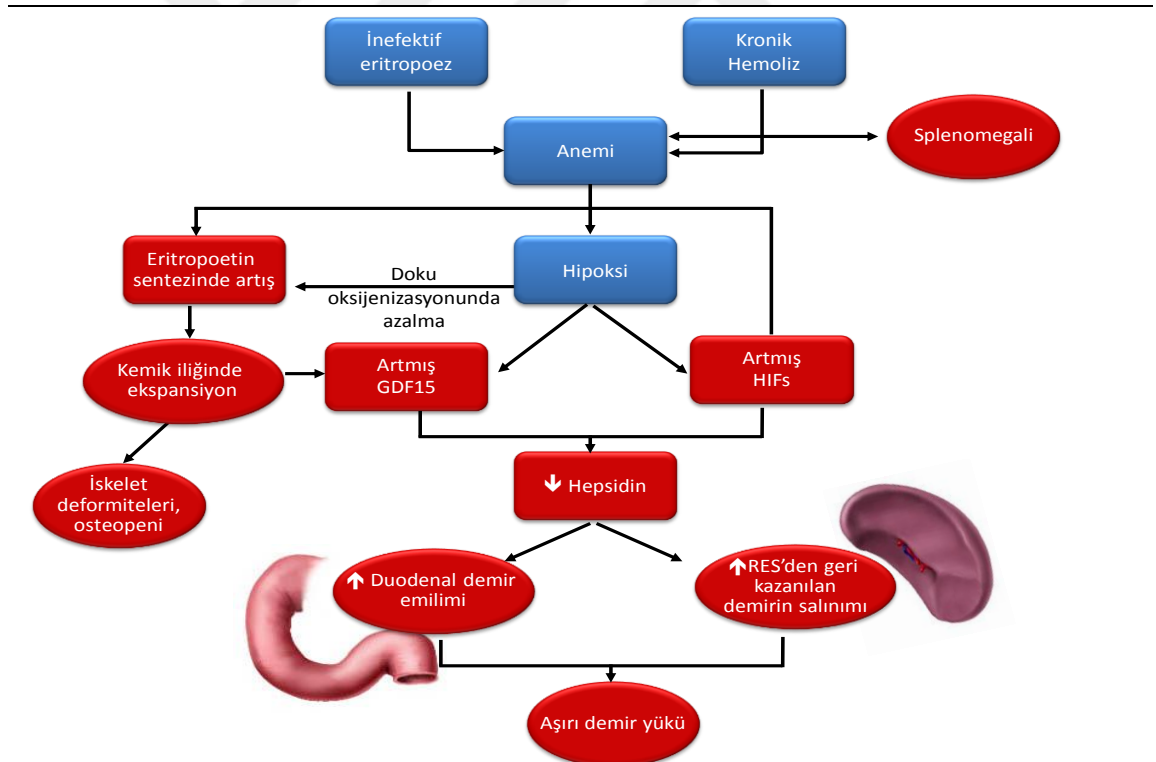 İnefektif
eritropoez
Kronik
Hemoliz
Anemi
Splenomegali
Eritropoetin
sentezinde artış
Hipoksi
Doku
oksijenizasyonunda
azalma
Kemik iliğinde
ekspansiyon
Artmış
GDF15
Artmış
HIFs
İskelet
deformiteleri,
osteopeni
↓ Hepsidin
↑ Duodenal demir
emilimi
↑RES'den geri
kazanılan
demirin salınımı
Aşırı demir yükü